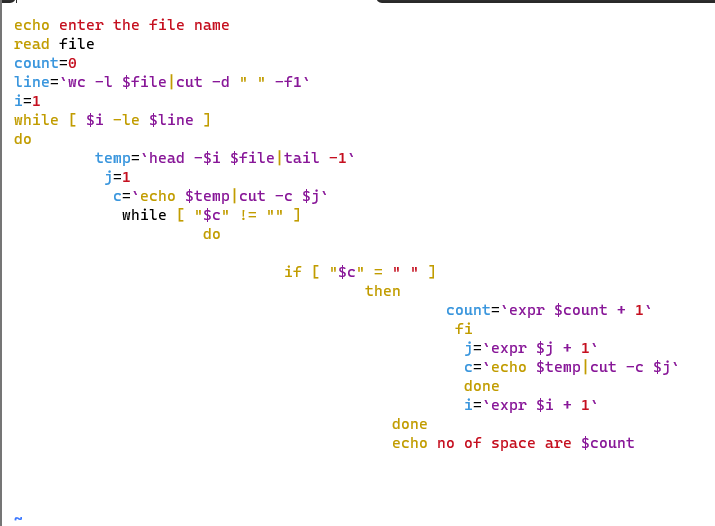 echo enter the file name
read file
count=0
line=`wc -l $file|cut -d " " -f1`
i=1
while [ $i -le $line ]
do
temp=`head -$i $file|tail -1`
j=1
c=`echo $temp|cut -c $j`
while [ "$c" != "" ]
do
if [ "$c" = " " ]
then
count=`expr $count + 1`
fi
j=`expr $j + 1`
c=`echo $temp|cut -c $j`
done
i=`expr $i + 1`
done
echo no of space are $count
~